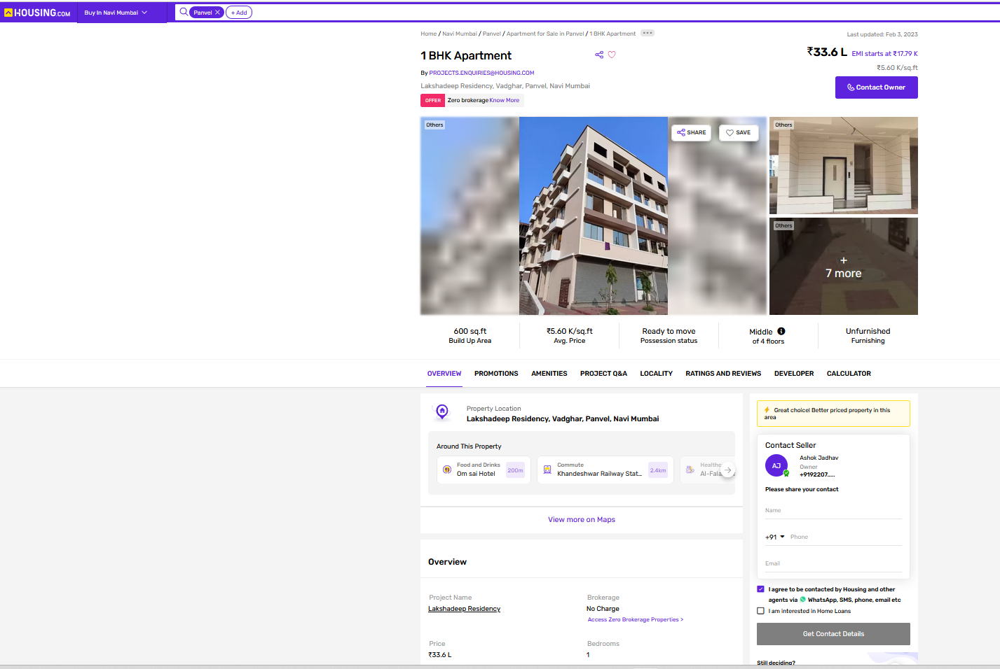 HOUSING.COM
Buy In Navi Mumbai
Panvel
+ Add
Home / Navi Mumbai / Panvel / Apartment for Sale in Panvel / 1 BHK Apartment
Last updated: Feb 3, 2023
1 BHK Apartment
₹33.6 L EMI starts at ₹17.79 K
₹5.60 K/sq.ft
By PROJECTS.ENQUIRIES@HOUSING.COM
Lakshadeep Residency, Vadghar, Panvel, Navi Mumbai
Contact Owner
OFFER Zero brokerage Know More
Others
SHARE
SAVE
Others
Others
+
7 more
600 sq.ft
Build Up Area
₹5.60 K/sq.ft
Avg. Price
Ready to move
Possession status
Middle
of 4 floors
Unfurnished
Furnishing
OVERVIEW PROMOTIONS AMENITIES PROJECT Q&A LOCALITY RATINGS AND REVIEWS DEVELOPER CALCULATOR
Property Location
Lakshadeep Residency, Vadghar, Panvel, Navi Mumbai
Around This Property
Food and Drinks
Om sai Hotel
200m
Commute
Khandeshwar Railway Stat...
2.4km
Healthc
Al-Fala
View more on Maps
Overview
Project Name
Lakshadeep Residency
Brokerage
No Charge
Access Zero Brokerage Properties >
Price
₹33.6 L
Bedrooms
1
Great choice! Better priced property in this
area
Contact Seller
AJ
Ashok Jadhav
Owner
+9192207.....
Please share your contact
Name
+91 Phone
Email
I agree to be contacted by Housing and other
agents via WhatsApp, SMS, phone, email etc
I am interested in Home Loans
Get Contact Details
Still deciding?